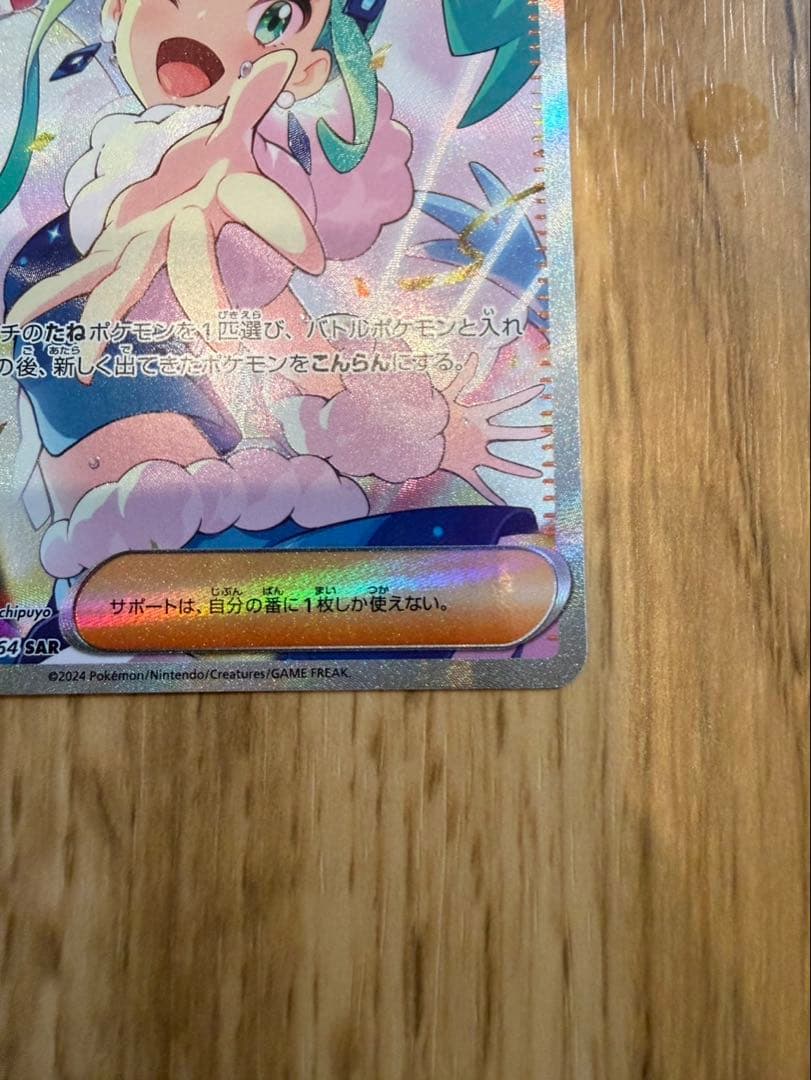 チのたねポケモンを1匹選び、バトルポケモンと入れ
の後、新しく出てきたポケモンをこんらんにする。
サポートは、自分の番に1枚しか使えない。
chipuyo
64 SAR
©2024 Pokémon/Nintendo/Creatures/GAME FREAK.